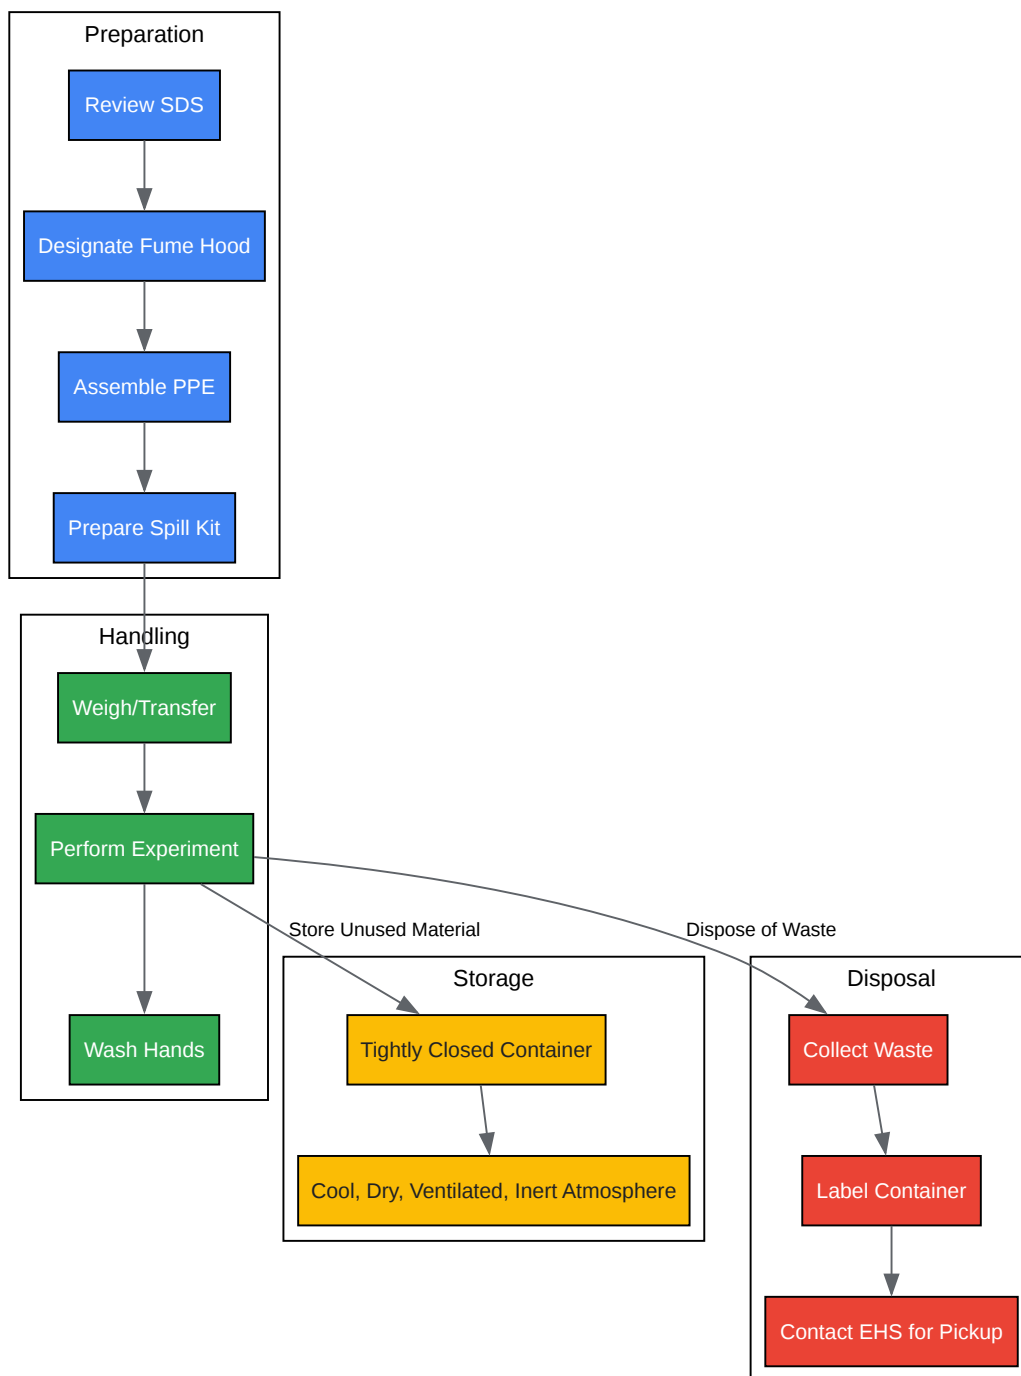 Preparation
Review SDS
Designate Fume Hood
Assemble PPE
Prepare Spill Kit
Handling
Weigh/Transfer
Perform Experiment
Store Unused Material
Dispose of Waste
Wash Hands
Storage
Tightly Closed Container
Cool, Dry, Ventilated, Inert Atmosphere
Disposal
Collect Waste
Label Container
Contact EHS for Pickup